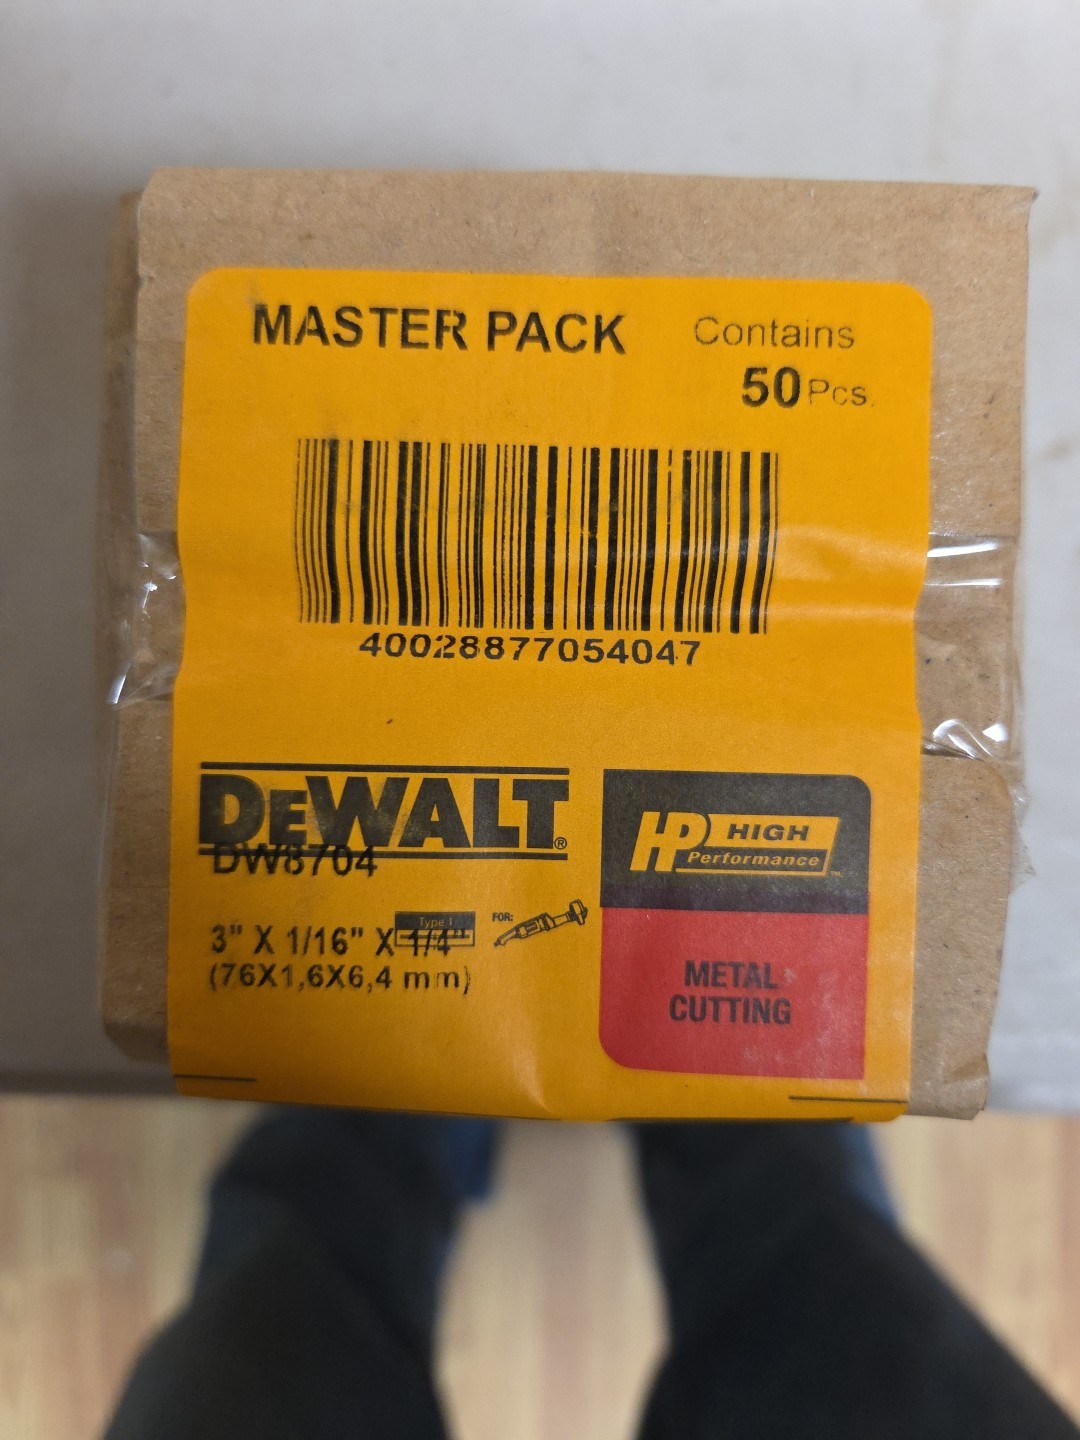 MASTER PACK Contains
50 Pcs.
40028877054047
DEWALT®
DW8704
HP HIGH
Performance™
Type 1
FOR:
3" X 1/16" X 1/4"
(76X1,6X6,4 mm)
METAL
CUTTING